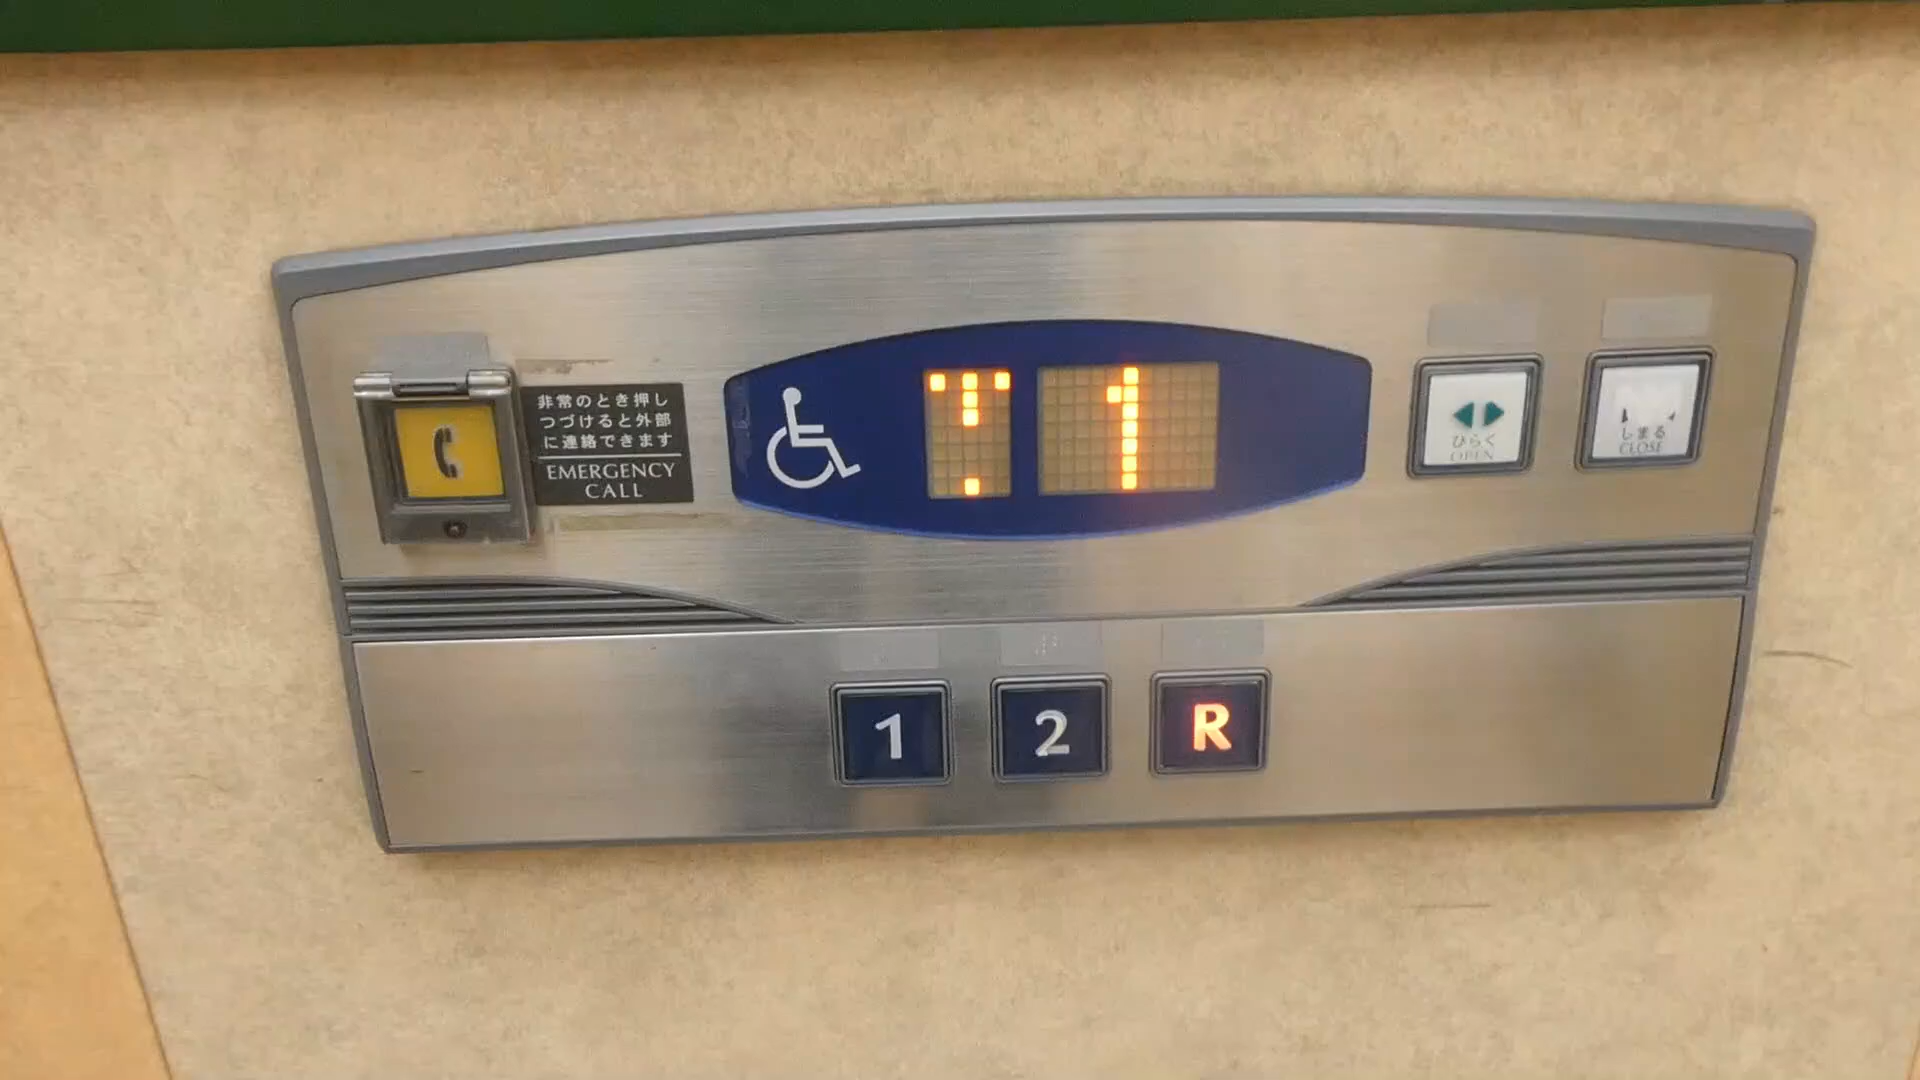 非常のとき押し
つづけると外部
に連絡できます
EMERGENCY
CALL
1
ひらく
OPEN
しまる
CLOSE
1
2
R